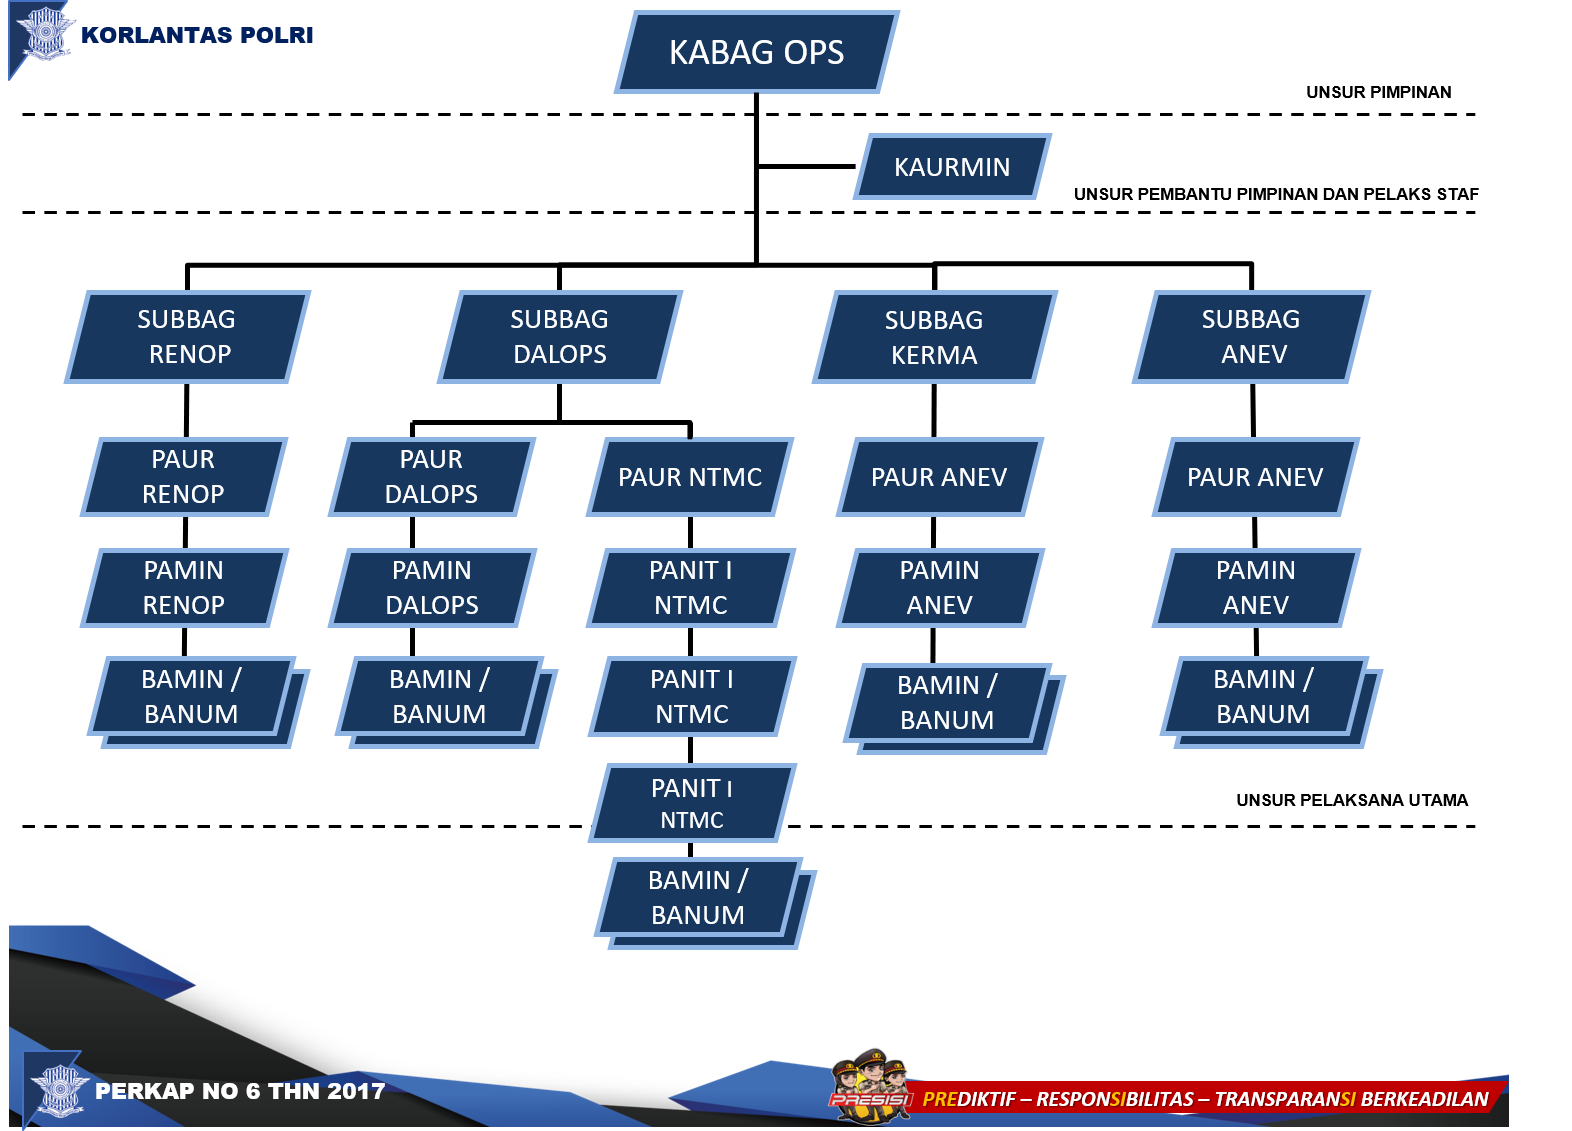 KORLANTAS POLRI
KABAG OPS
UNSUR PIMPINAN
KAURMIN
UNSUR PEMBANTU PIMPINAN DAN PELAKS STAF
SUBBAG
RENOP
SUBBAG
DALOPS
SUBBAG
KERMA
SUBBAG
ANEV
PAUR
RENOP
PAUR
DALOPS
PAUR NTMC
PAUR ANEV
PAUR ANEV
PAMIN
RENOP
PAMIN
DALOPS
PANIT I
NTMC
PAMIN
ANEV
PAMIN
ANEV
BAMIN /
BANUM
BAMIN /
BANUM
PANIT I
NTMC
BAMIN /
BANUM
BAMIN /
BANUM
PANIT I
NTMC
UNSUR PELAKSANA UTAMA
BAMIN /
BANUM
PERKAP NO 6 THN 2017
PRESISI
PREDIKTIF – RESPONSIBILITAS – TRANSPARANSI BERKEADILAN